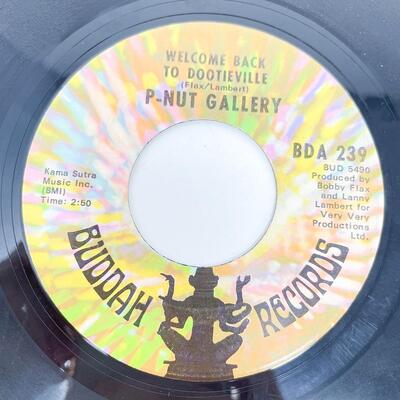 WELCOME BACK
TO DOOTIEVILLE
(Flax/Lambert)
P-NUT GALLERY
BDA 239
BUD 5490
Produced by
Bobby Flax
and Lanny
Lambert for
Very Very
Productions
Ltd.
Kama Sutra
Music Inc.
(BMI)
Time: 2:50
BUDDAH RECORDS